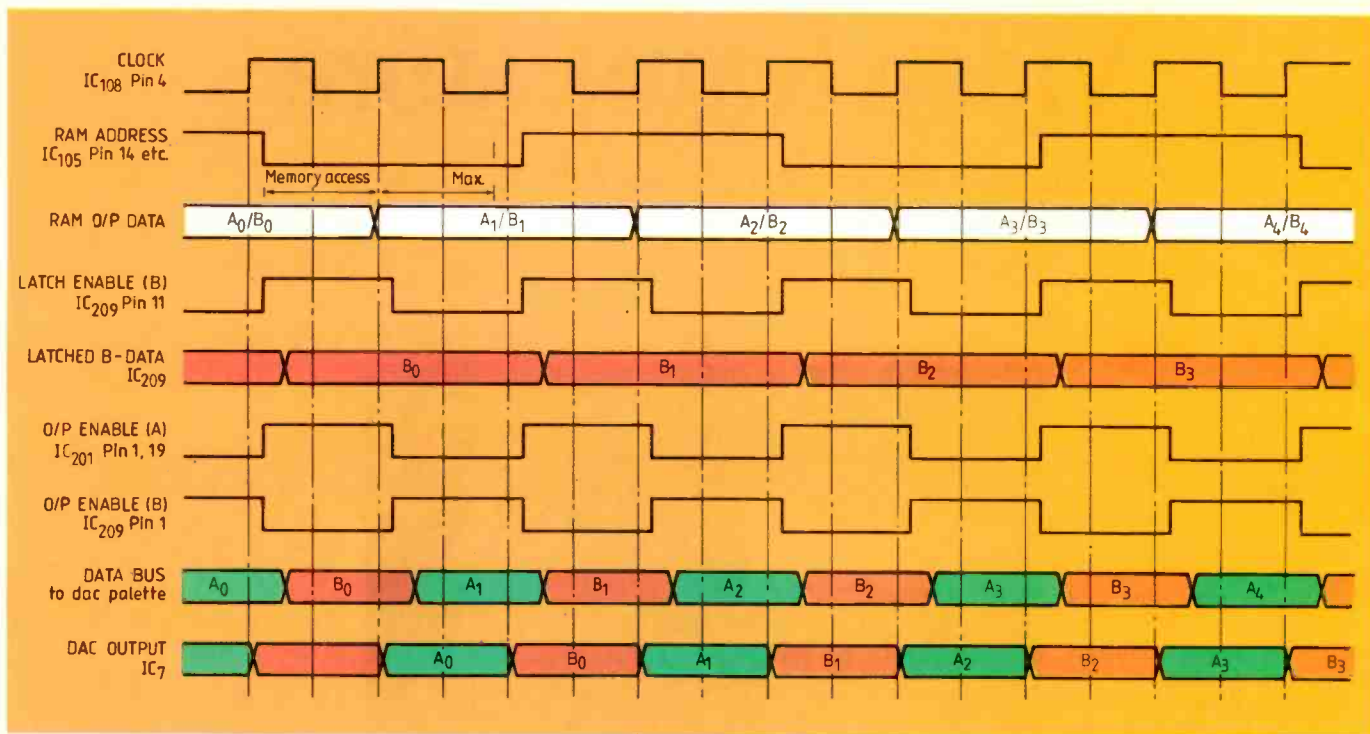 CLOCK
IC108 Pin 4
RAM ADDRESS
IC105 Pin 14 etc.
Memory access
Max.
RAM O/P DATA
A0/B0
A1/B1
A2/B2
A3/B3
A4/B4
LATCH ENABLE (B)
IC209 Pin 11
LATCHED B-DATA
IC209
B0
B1
B2
B3
O/P ENABLE (A)
IC201 Pin 1, 19
O/P ENABLE (B)
IC209 Pin 1
DATA BUS
to dac palette
A0
B0
A1
B1
A2
B2
A3
B3
A4
DAC OUTPUT
IC7
A0
B0
A1
B1
A2
B2
A3
B3